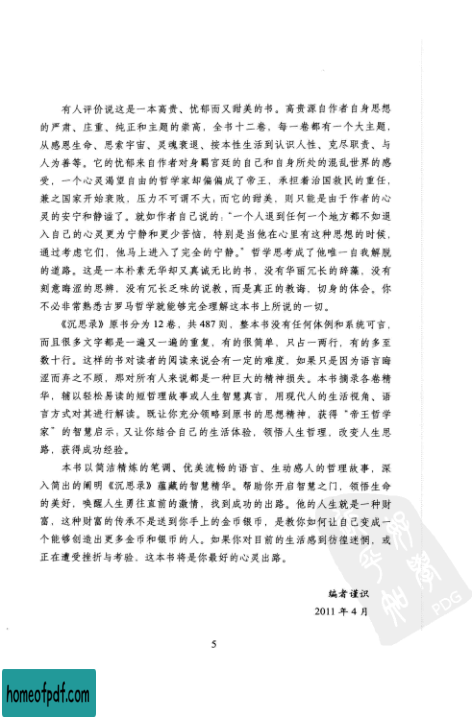 有人评价说这是一本高贵、忧郁而又甜美的书。高贵源自作者自身思想
的严肃、庄重、纯正和主题的崇高，全书十二卷，每一卷都有一个大主题，
从感恩生命、思索宇宙、灵魂衰退、按本性生活到认识人性、克尽职责、与
人为善等。它的忧郁来自作者对身羁宫廷的自己和自身所处的混乱世界的感
受，一个心灵渴望自由的哲学家却偏偏成了帝王，承担着治国救民的重任，
兼之国家开始衰败，压力不可谓不大，而它的甜美，则只能是由于作者的心
灵的安宁和静谧了。就如作者自己说的：“一个人退到任何一个地方都不如退
入自己的心灵更为宁静和更少苦恼，特别是当他在心里有这种思想的时候，
通过考虑它们，他马上进入了完全的宁静。”哲学思考成了他唯一自我解脱
的道路。这是一本朴素无华却又真诚无比的书，没有华丽冗长的辞藻，没有
刻意晦涩的思辨，没有冗长乏味的说教，而是真正的教诲、切身的体会。你
不必非常熟悉古罗马哲学就能够完全理解这本书上所说的一切。
《沉思录》原书分为 12 卷，共 487 则，整本书没有任何体例和系统可言，
而且很多文字都是一遍又一遍的重复，有的很简单，只占一两行，有的多至
数十行。这样的书对读者的阅读来说会有一定的难度，如果只是因为语言晦
涩而弃之不顾，那对所有人来说都是一种巨大的精神损失。本书摘录各卷精
华，辅以轻松易读的短哲理故事或人生智慧真言，用现代人的生活视角、语
言方式对其进行解读。既让你充分领略到原书的思想精神，获得“帝王哲学
家”的智慧启示；又让你结合自己的生活体验，领悟人生哲理，改变人生思
路，获得成功经验。
本书以简洁精炼的笔调、优美流畅的语言、生动感人的哲理故事，深
入简出的阐明《沉思录》蕴藏的智慧精华。帮助你开启智慧之门，领悟生命
的美好，唤醒人生勇往直前的激情，找到成功的出路。他的人生就是一种财
富，这种财富的传承不是送到你手上的金币银币，是教你如何让自己变成一
个能够创造出更多金币和银币的人。如果你对目前的生活感到彷徨迷惘，或
正在遭受挫折与考验，这本书将是你最好的心灵出路。
编者谨识
2011 年 4 月
PDG
5
homeofpdf.com